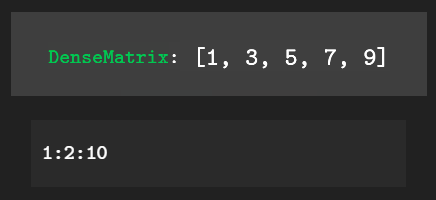 DenseMatrix: [1, 3, 5, 7, 9]
1:2:10